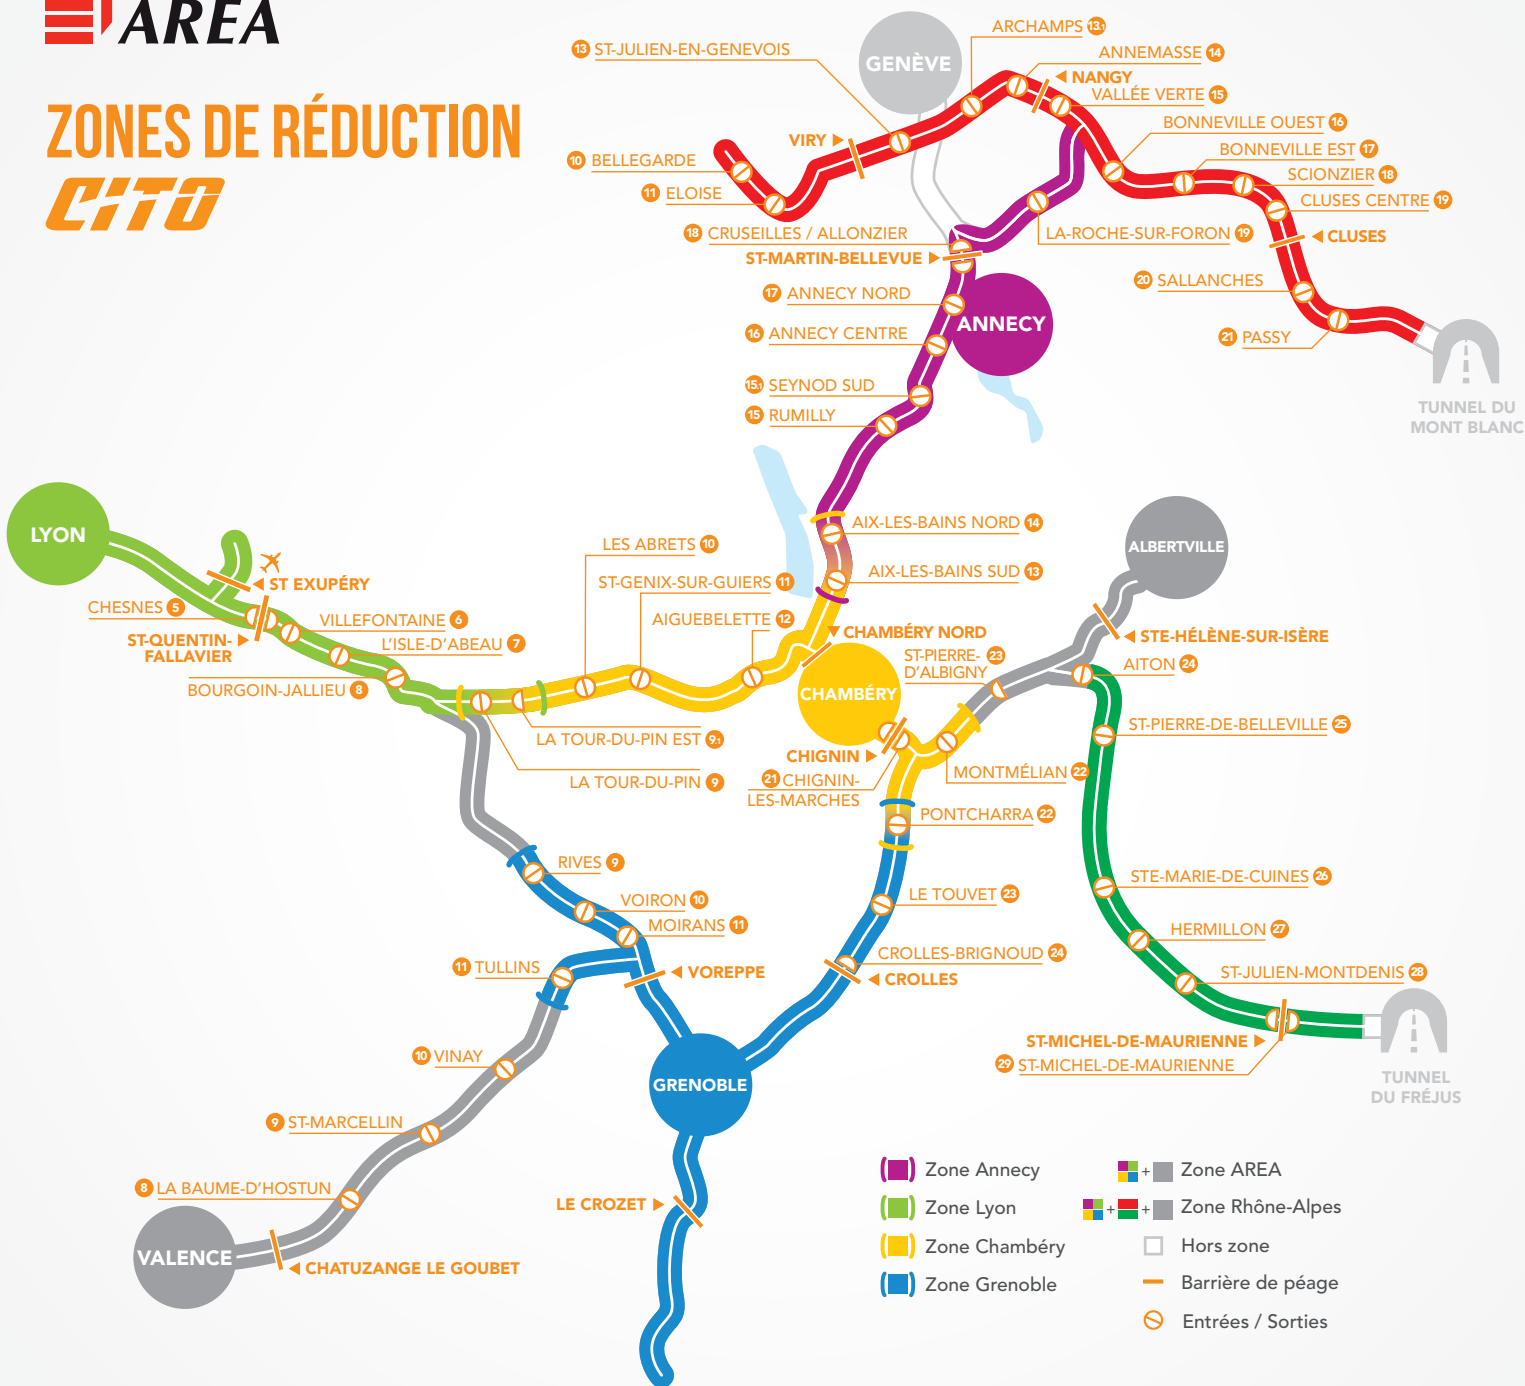 AREA
ZONES DE RÉDUCTION
CITO
GENÈVE
ARCHAMPS 13.1
13 ST-JULIEN-EN-GENEVOIS
ANNEMASSE 14
NANGY
VALLÉE VERTE 15
VIRY
BONNEVILLE OUEST 16
BONNEVILLE EST 17
10 BELLEGARDE
SCIONZIER 18
11 ELOISE
CLUSES CENTRE 19
18 CRUSEILLES / ALLONZIER
LA-ROCHE-SUR-FORON 19
CLUSES
ST-MARTIN-BELLEVUE
20 SALLANCHES
17 ANNECY NORD
ANNECY
16 ANNECY CENTRE
21 PASSY
15.1 SEYNOD SUD
15 RUMILLY
TUNNEL DU
MONT BLANC
LYON
AIX-LES-BAINS NORD 14
LES ABRETS 10
ALBERTVILLE
ST EXUPÉRY
ST-GENIX-SUR-GUIERS 11
AIX-LES-BAINS SUD 13
CHESNES 5
VILLEFONTAINE 6
AIGUEBELETTE 12
CHAMBÉRY NORD
STE-HÉLÈNE-SUR-ISÈRE
ST-QUENTIN-
FALLAVIER
L'ISLE-D'ABEAU 7
ST-PIERRE-
D'ALBIGNY 23
AITON 24
BOURGOIN-JALLIEU 8
CHAMBÉRY
ST-PIERRE-DE-BELLEVILLE 25
LA TOUR-DU-PIN EST 9.1
CHIGNIN
LA TOUR-DU-PIN 9
21 CHIGNIN-
LES-MARCHES
MONTMÉLIAN 22
PONTCHARRA 22
RIVES 9
STE-MARIE-DE-CUINES 26
VOIRON 10
LE TOUVET 23
MOIRANS 11
HERMILLON 27
11 TULLINS
VOREPPE
CROLLES-BRIGNOUD 24
CROLLES
ST-JULIEN-MONTDENIS 28
10 VINAY
ST-MICHEL-DE-MAURIENNE
29 ST-MICHEL-DE-MAURIENNE
GRENOBLE
TUNNEL
DU FRÉJUS
9 ST-MARCELLIN
8 LA BAUME-D'HOSTUN
LE CROZET
VALENCE
CHATUZANGE LE GOUBET
Zone Annecy
Zone Lyon
Zone Chambéry
Zone Grenoble
+ Zone AREA
+ + Zone Rhône-Alpes
Hors zone
Barrière de péage
Entrées / Sorties